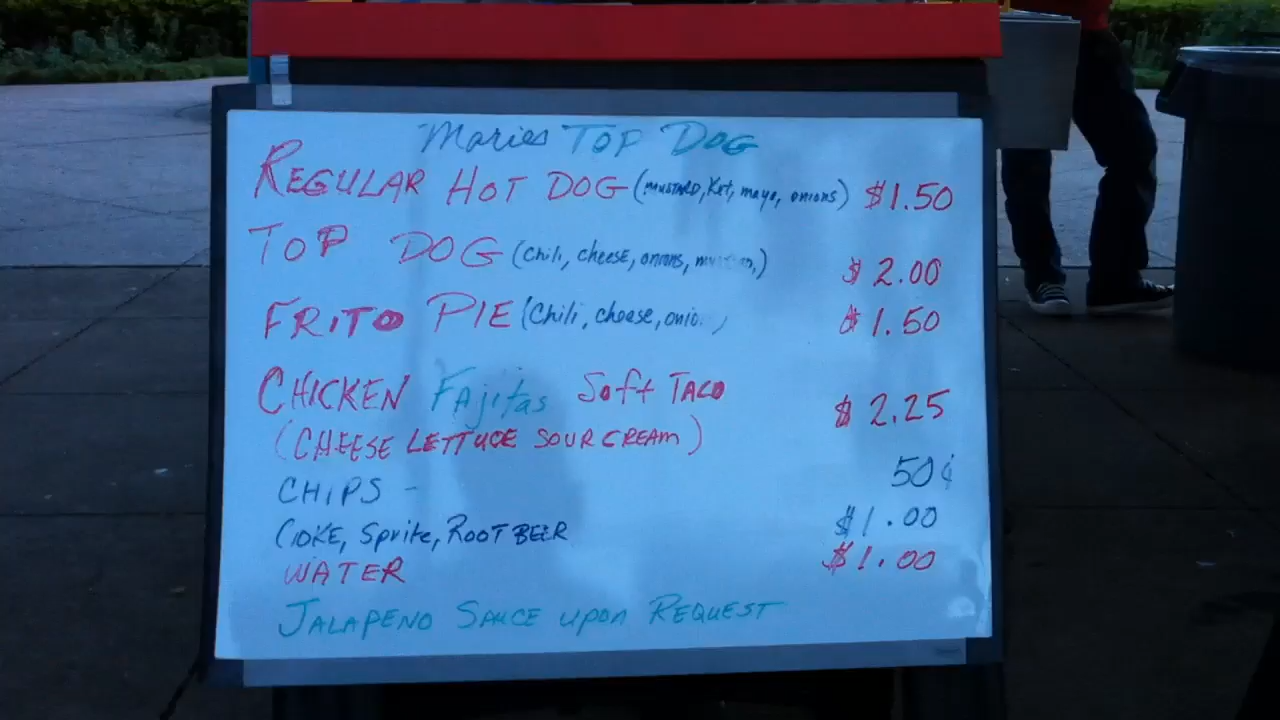 Maries TOP DOG
REGULAR HOT DOG (MUSTARD, Ket, mayo, onions) $1.50
TOP DOG (Chili, cheese, onions, $2.00
FRITO PIE (Chili, cheese, $1.50
CHICKEN FAjitas Soft TACO
(CHEESE LETTUCE SOUR CREAM) $2.25
CHIPS - 50¢
COKE, Sprite, ROOT BEER $1.00
WATER $1.00
JALAPENO SAUCE upon REQUEST